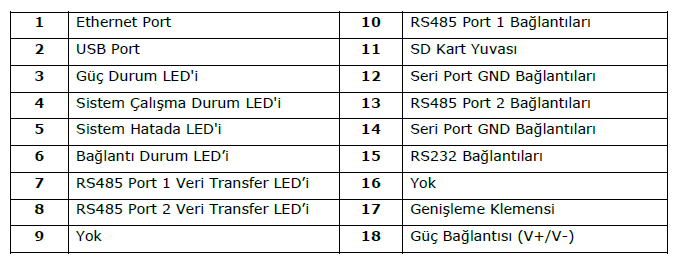 1 Ethernet Port 10 RS485 Port 1 Bağlantıları
2 USB Port 11 SD Kart Yuvası
3 Güç Durum LED'i 12 Seri Port GND Bağlantıları
4 Sistem Çalışma Durum LED'i 13 RS485 Port 2 Bağlantıları
5 Sistem Hatada LED'i 14 Seri Port GND Bağlantıları
6 Bağlantı Durum LED’i 15 RS232 Bağlantıları
7 RS485 Port 1 Veri Transfer LED’i 16 Yok
8 RS485 Port 2 Veri Transfer LED’i 17 Genişleme Klemensi
9 Yok 18 Güç Bağlantısı (V+/V-)